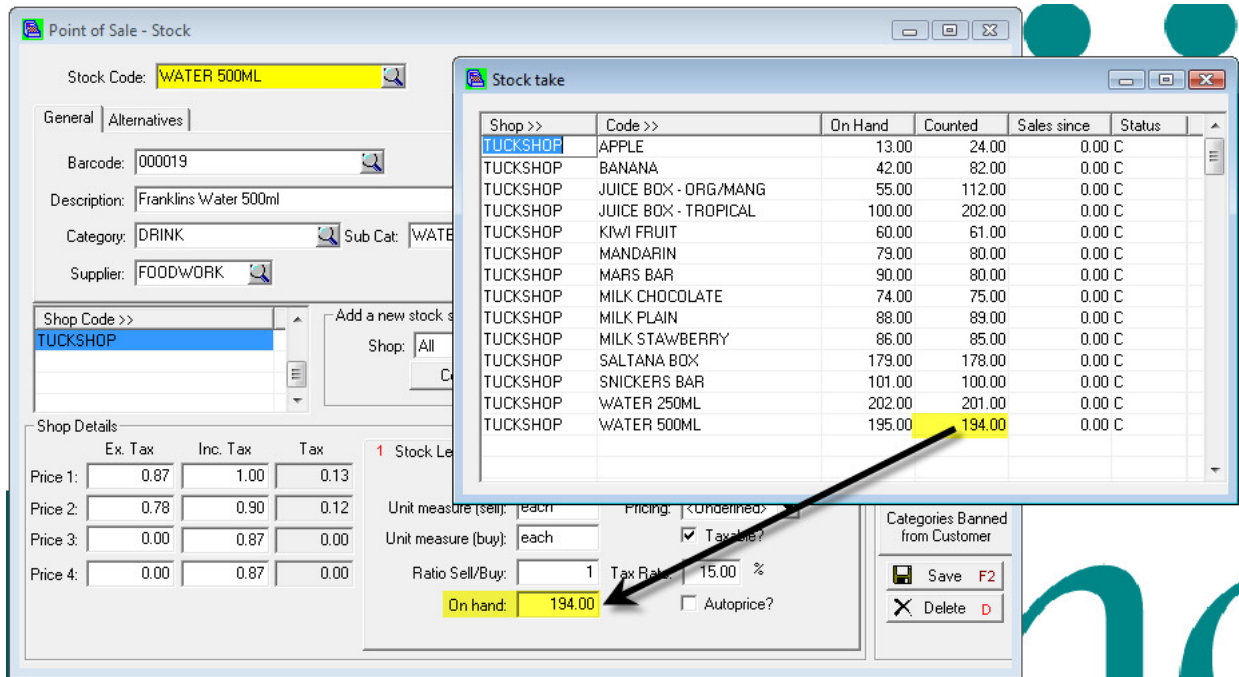 Point of Sale - Stock
Stock Code: WATER 500ML
General Alternatives
Barcode: 000019
Description: Franklins Water 500ml
Category: DRINK Sub Cat: WATE
Supplier: FOODWORK
Shop Code >>
TUCKSHOP
Add a new stock s
Shop: All
Shop Details
Ex. Tax Inc. Tax Tax
Price 1: 0.87 1.00 0.13
Price 2: 0.78 0.90 0.12
Price 3: 0.00 0.87 0.00
Price 4: 0.00 0.87 0.00
1 Stock Le
Unit measure (sell): each Pricing: <Undefined>
Unit measure (buy): each Taxable?
Ratio Sell/Buy: 1 Tax Rate: 15.00 %
On hand: 194.00 Autoprice?
Categories Banned
from Customer
Save F2
Delete D
Stock take
Shop >> Code >> On Hand Counted Sales since Status
TUCKSHOP APPLE 13.00 24.00 0.00 C
TUCKSHOP BANANA 42.00 82.00 0.00 C
TUCKSHOP JUICE BOX - ORG/MANG 55.00 112.00 0.00 C
TUCKSHOP JUICE BOX - TROPICAL 100.00 202.00 0.00 C
TUCKSHOP KIWI FRUIT 60.00 61.00 0.00 C
TUCKSHOP MANDARIN 79.00 80.00 0.00 C
TUCKSHOP MARS BAR 90.00 80.00 0.00 C
TUCKSHOP MILK CHOCOLATE 74.00 75.00 0.00 C
TUCKSHOP MILK PLAIN 88.00 89.00 0.00 C
TUCKSHOP MILK STAWBERRY 86.00 85.00 0.00 C
TUCKSHOP SALTANA BOX 179.00 178.00 0.00 C
TUCKSHOP SNICKERS BAR 101.00 100.00 0.00 C
TUCKSHOP WATER 250ML 202.00 201.00 0.00 C
TUCKSHOP WATER 500ML 195.00 194.00 0.00 C